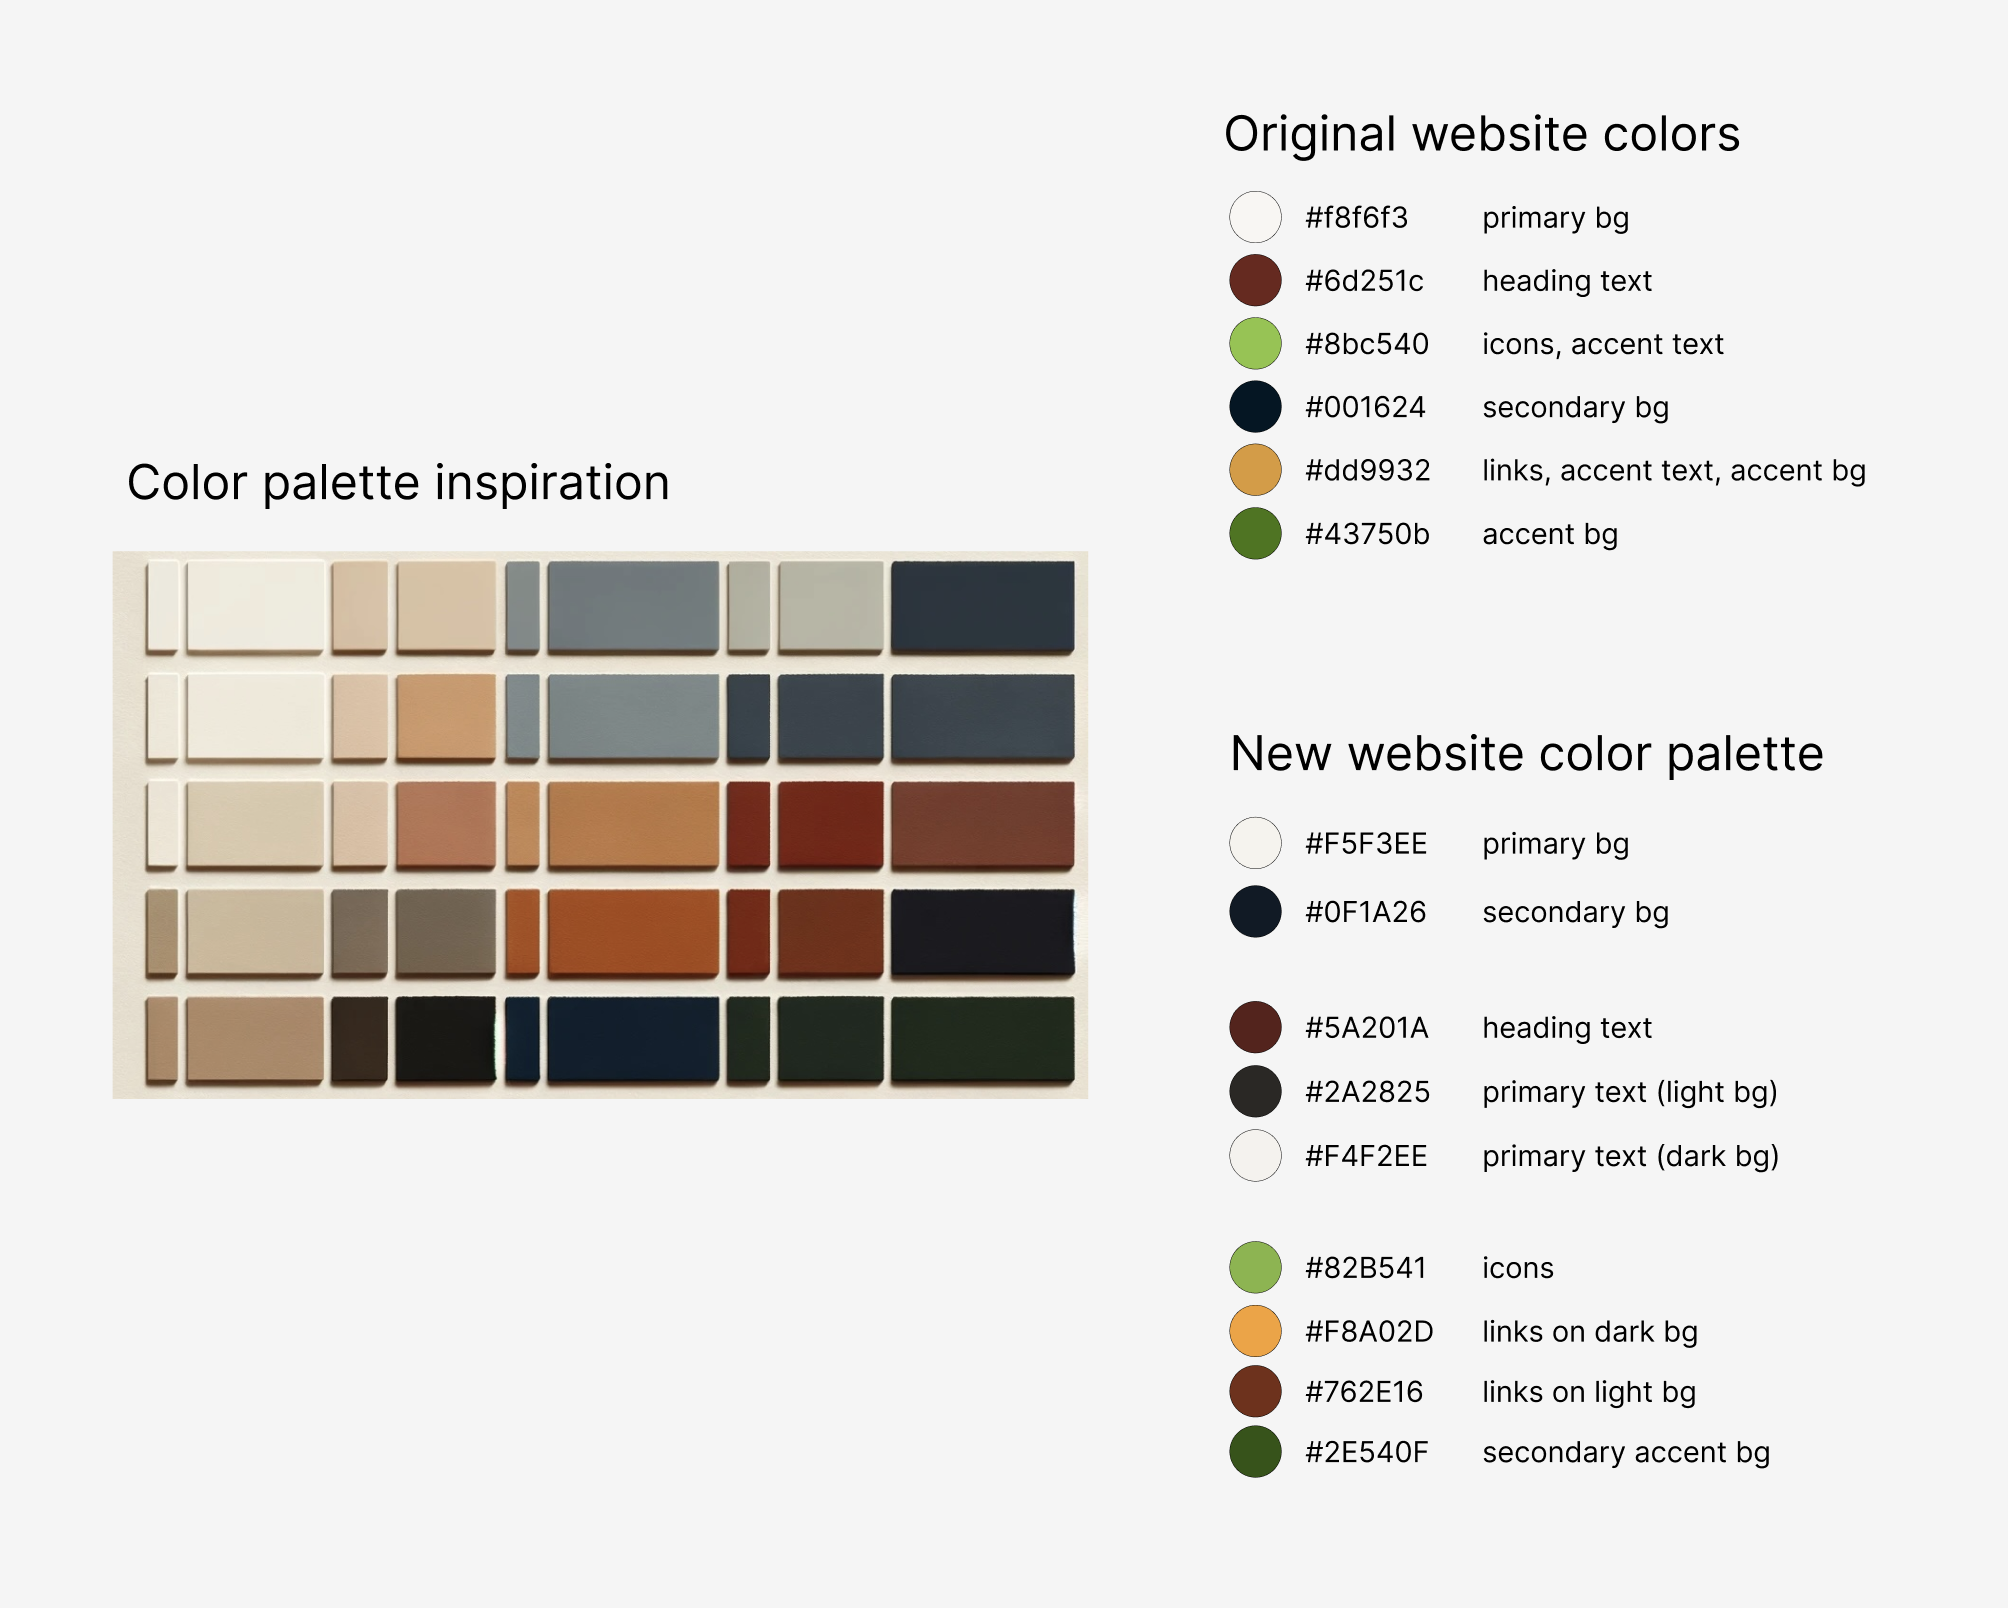 Color palette inspiration
Original website colors
#f8f6f3 primary bg
#6d251c heading text
#8bc540 icons, accent text
#001624 secondary bg
#dd9932 links, accent text, accent bg
#43750b accent bg
New website color palette
#F5F3EE primary bg
#0F1A26 secondary bg
#5A201A heading text
#2A2825 primary text (light bg)
#F4F2EE primary text (dark bg)
#82B541 icons
#F8A02D links on dark bg
#762E16 links on light bg
#2E540F secondary accent bg